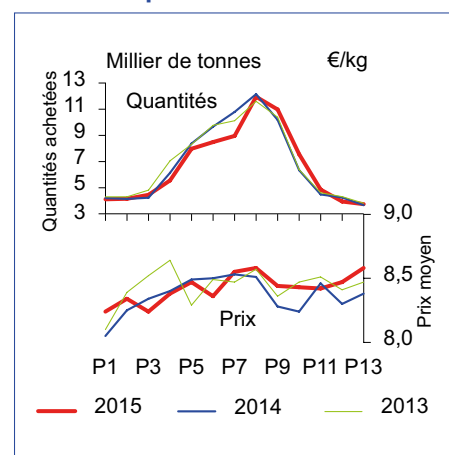 Millier de tonnes €/kg
Quantités
Quantités achetées
13
11
9
7
5
3
9,0
8,5
8,0
Prix moyen
Prix
P1 P3 P5 P7 P9 P11 P13
2015 2014 2013